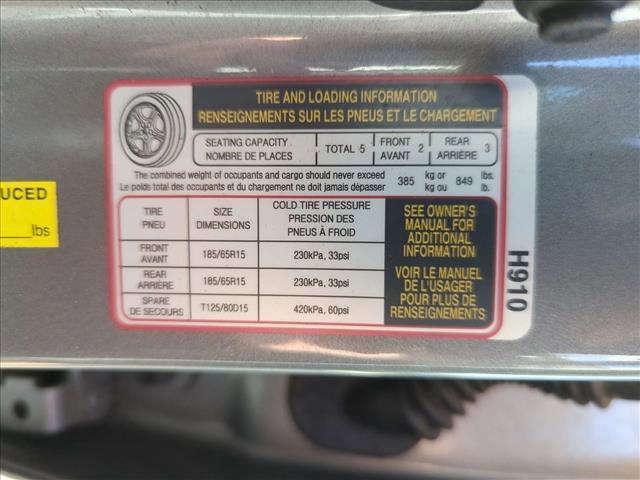 TIRE AND LOADING INFORMATION
RENSEIGNEMENTS SUR LES PNEUS ET LE CHARGEMENT
SEATING CAPACITY
NOMBRE DE PLACES
TOTAL 5
FRONT
AVANT 2
REAR
ARRIÈRE 3
The combined weight of occupants and cargo should never exceed 385 kg or 849 lbs.
Le poids total des occupants et du chargement ne doit jamais dépasser kg ou lb.
TIRE
PNEU
SIZE
DIMENSIONS
COLD TIRE PRESSURE
PRESSION DES
PNEUS À FROID
FRONT
AVANT
185/65R15
230kPa, 33psi
REAR
ARRIÈRE
185/65R15
230kPa, 33psi
SPARE
DE SECOURS
T125/80D15
420kPa, 60psi
SEE OWNER'S
MANUAL FOR
ADDITIONAL
INFORMATION
VOIR LE MANUEL
DE L'USAGER
POUR PLUS DE
RENSEIGNEMENTS
H910
UCED
lbs